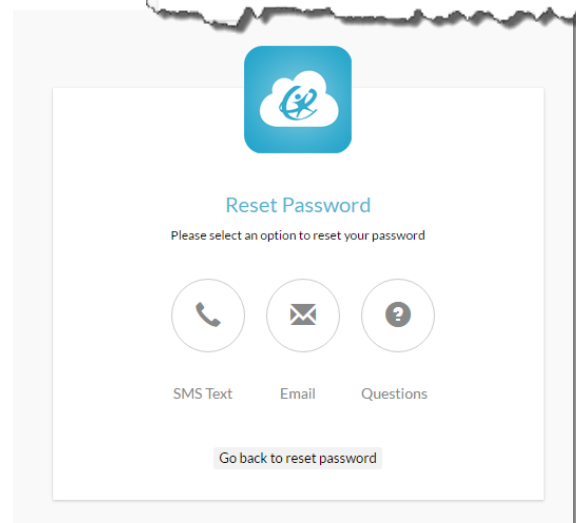 Reset Password
Please select an option to reset your password
SMS Text Email Questions
Go back to reset password